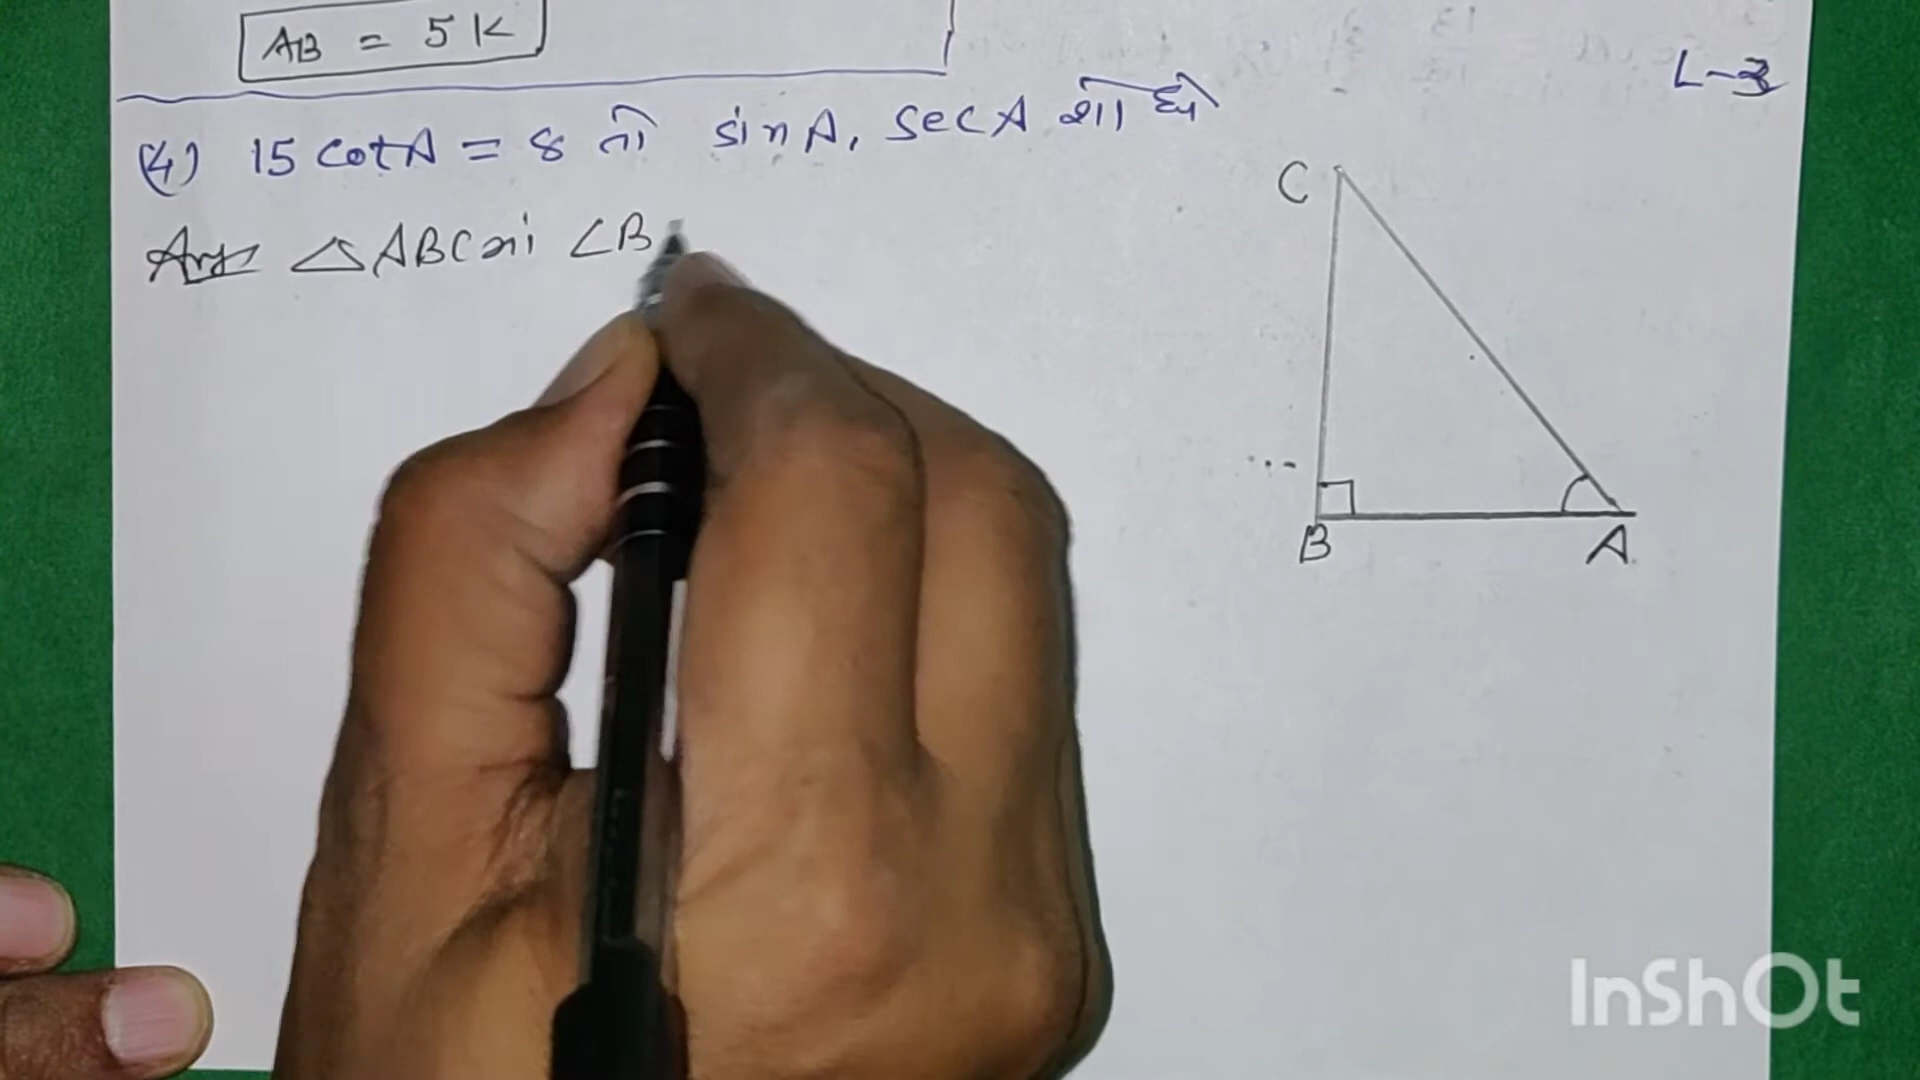 AB = 5K
L-3
(4) 15 cotA = 8 તો sinA, secA શોધો
Ans △ABCમાં ∠B
C
B
A
InShOt